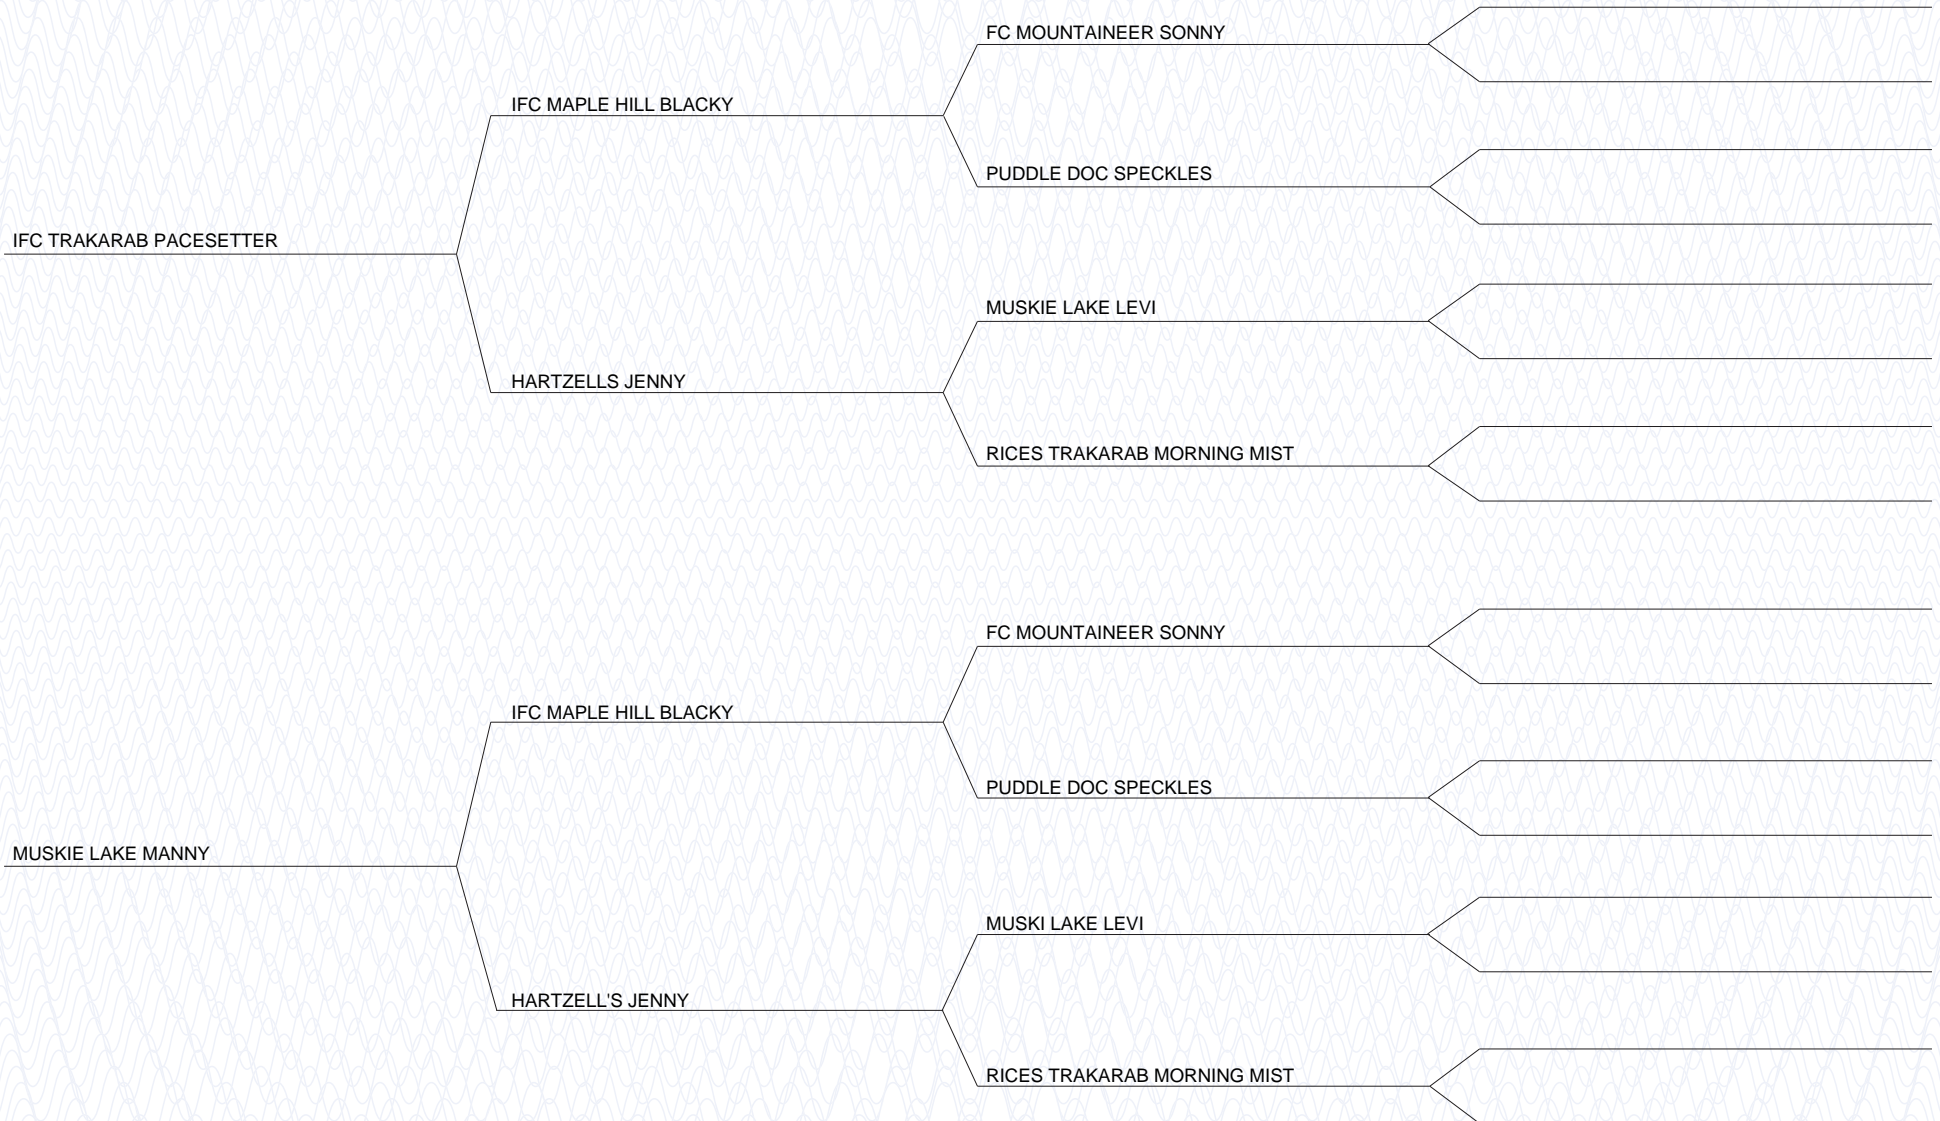 FC MOUNTAINEER SONNY
IFC MAPLE HILL BLACKY
PUDDLE DOC SPECKLES
IFC TRAKARAB PACESETTER
MUSKIE LAKE LEVI
HARTZELLS JENNY
RICES TRAKARAB MORNING MIST
FC MOUNTAINEER SONNY
IFC MAPLE HILL BLACKY
PUDDLE DOC SPECKLES
MUSKIE LAKE MANNY
MUSKI LAKE LEVI
HARTZELL'S JENNY
RICES TRAKARAB MORNING MIST